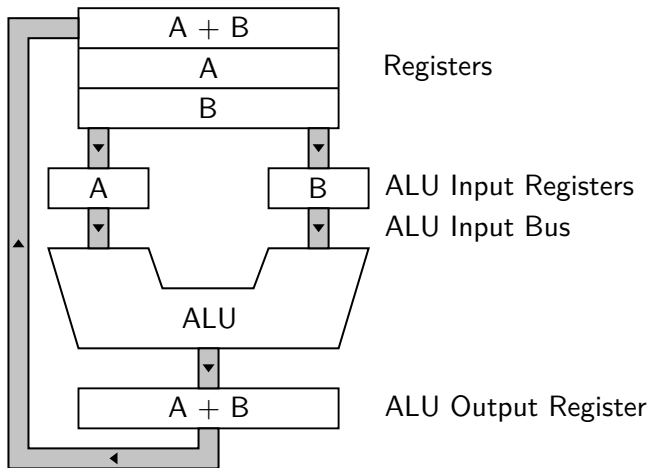 A + B
A
Registers
B
A
B
ALU Input Registers
ALU Input Bus
ALU
A + B
ALU Output Register